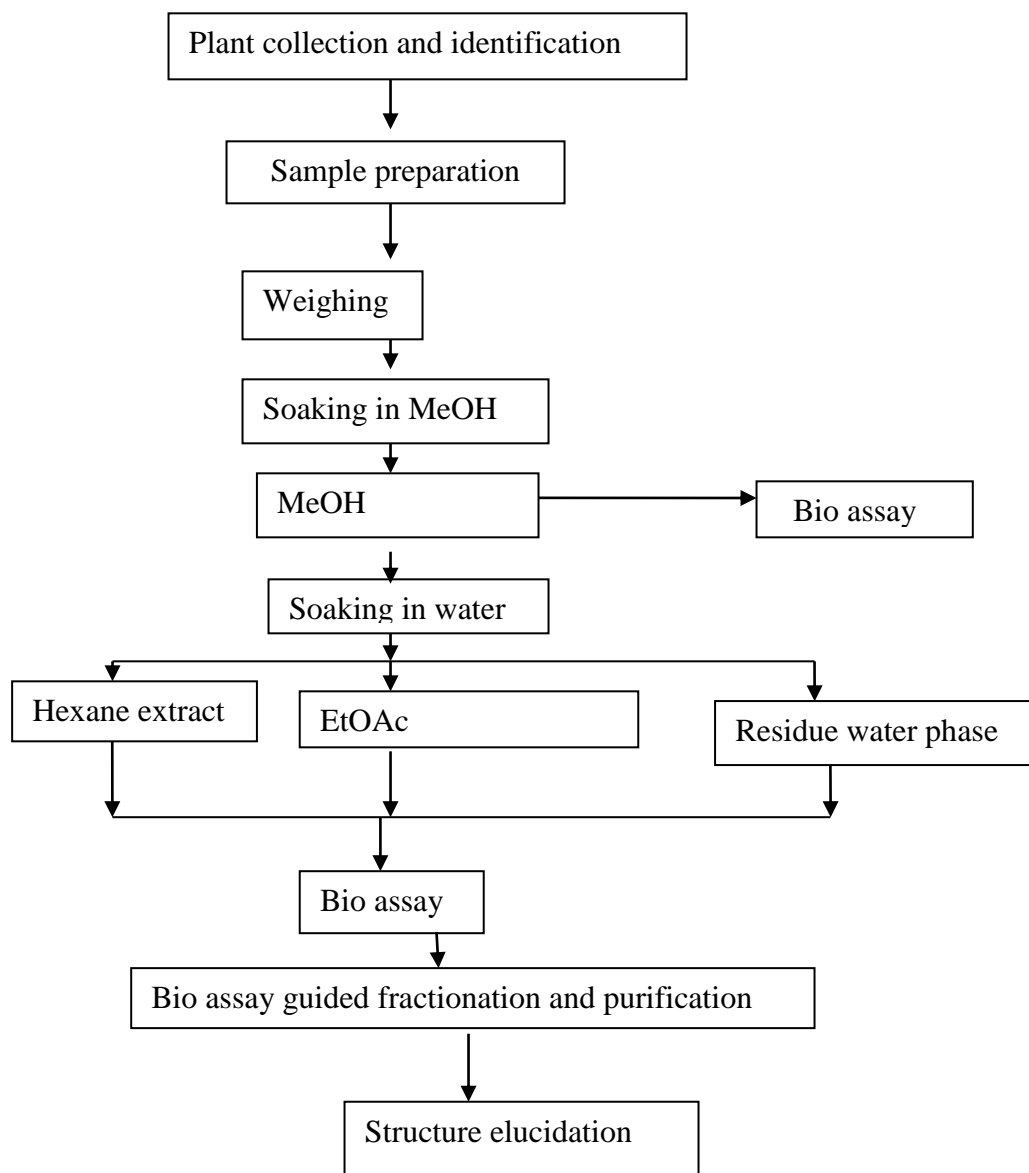 Plant collection and identification
Sample preparation
Weighing
Soaking in MeOH
MeOH
Bio assay
Soaking in water
Hexane extract
EtOAc
Residue water phase
Bio assay
Bio assay guided fractionation and purification
Structure elucidation